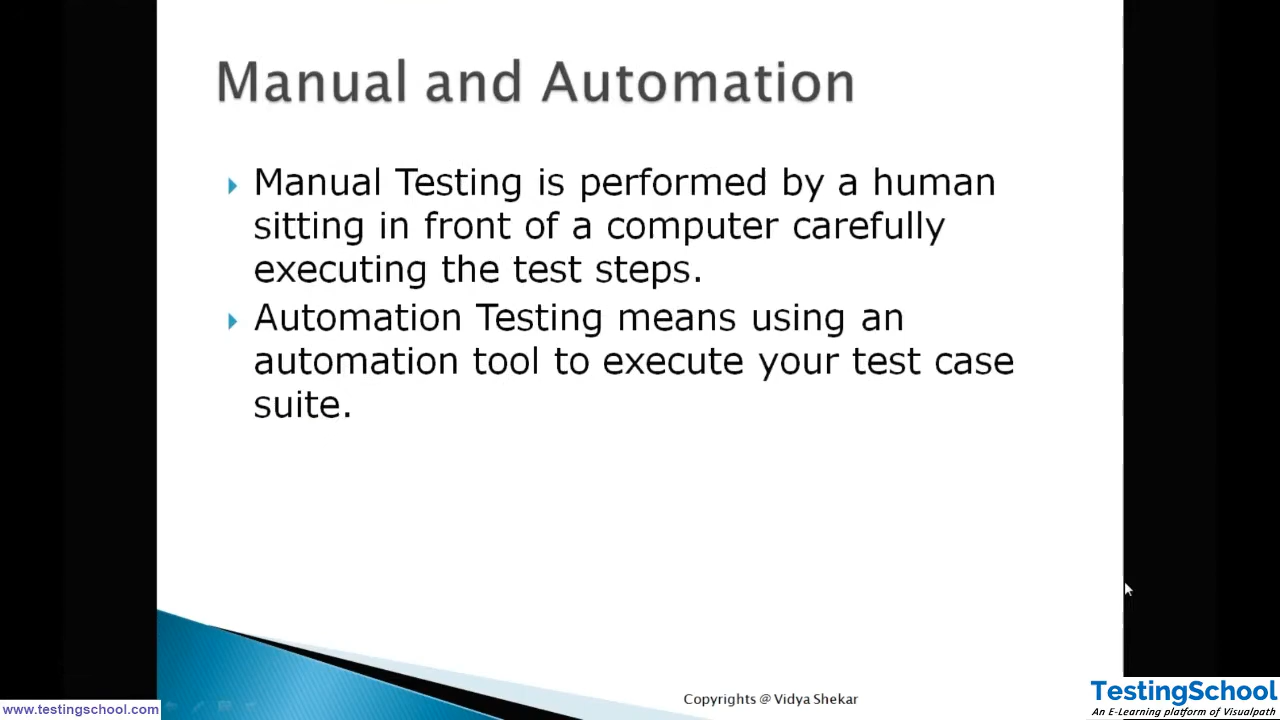 Manual and Automation
Manual Testing is performed by a human
sitting in front of a computer carefully
executing the test steps.
Automation Testing means using an
automation tool to execute your test case
suite.
Copyrights @ Vidya Shekar
www.testingschool.com
TestingSchool
An E-Learning platform of Visualpath